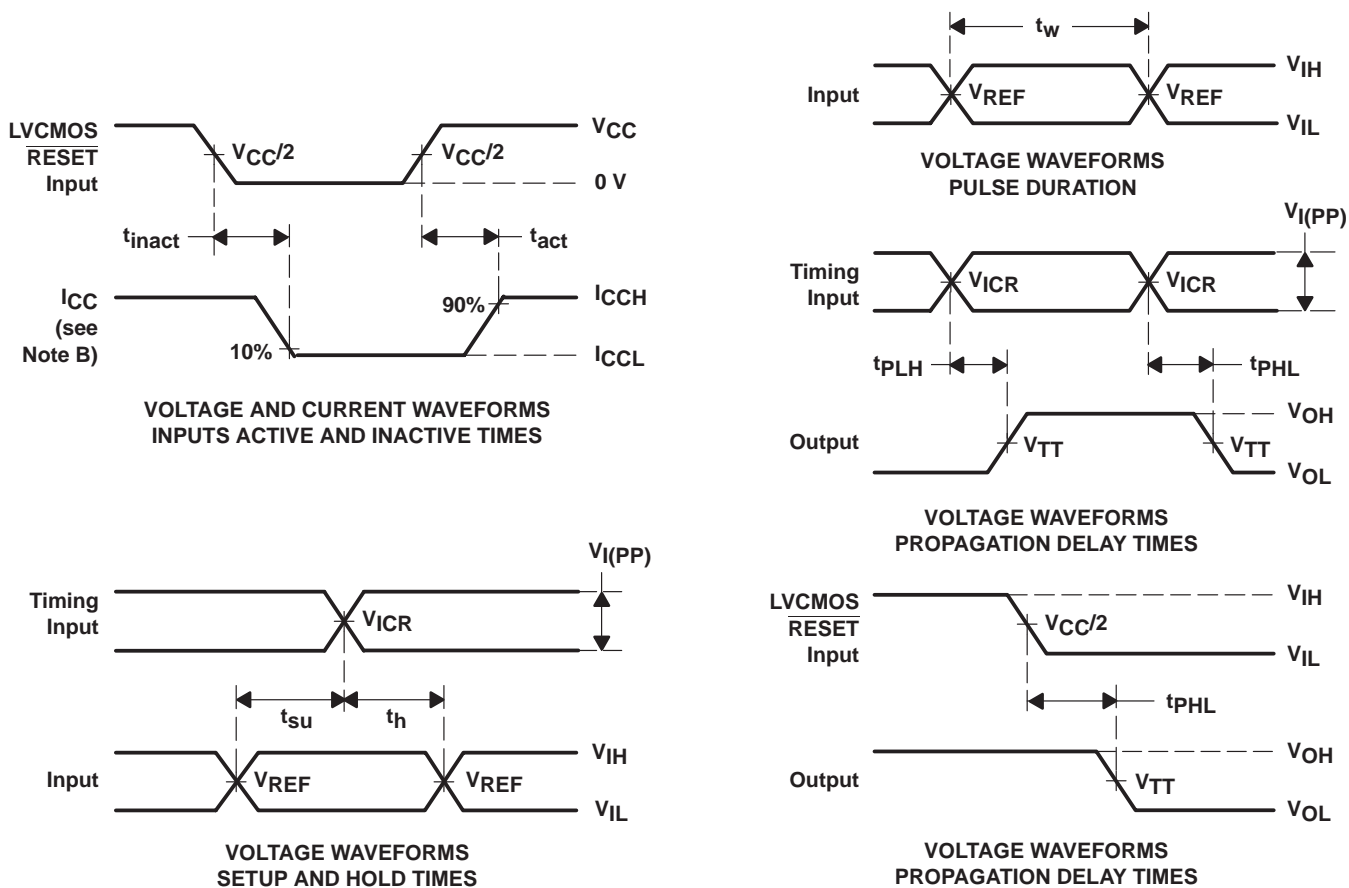 LVCMOS
RESET
Input
VCC/2
VCC/2
VCC
0 V
tinact
tact
ICC
(see
Note B)
10%
90%
ICCH
ICCL
VOLTAGE AND CURRENT WAVEFORMS
INPUTS ACTIVE AND INACTIVE TIMES
Timing
Input
VICR
VI(PP)
tsu
th
Input
VREF
VREF
VIH
VIL
VOLTAGE WAVEFORMS
SETUP AND HOLD TIMES
tw
Input
VREF
VREF
VIH
VIL
VOLTAGE WAVEFORMS
PULSE DURATION
VI(PP)
Timing
Input
VICR
VICR
tPLH
tPHL
Output
VTT
VTT
VOH
VOL
VOLTAGE WAVEFORMS
PROPAGATION DELAY TIMES
LVCMOS
RESET
Input
VCC/2
VIH
VIL
tPHL
Output
VTT
VOH
VOL
VOLTAGE WAVEFORMS
PROPAGATION DELAY TIMES